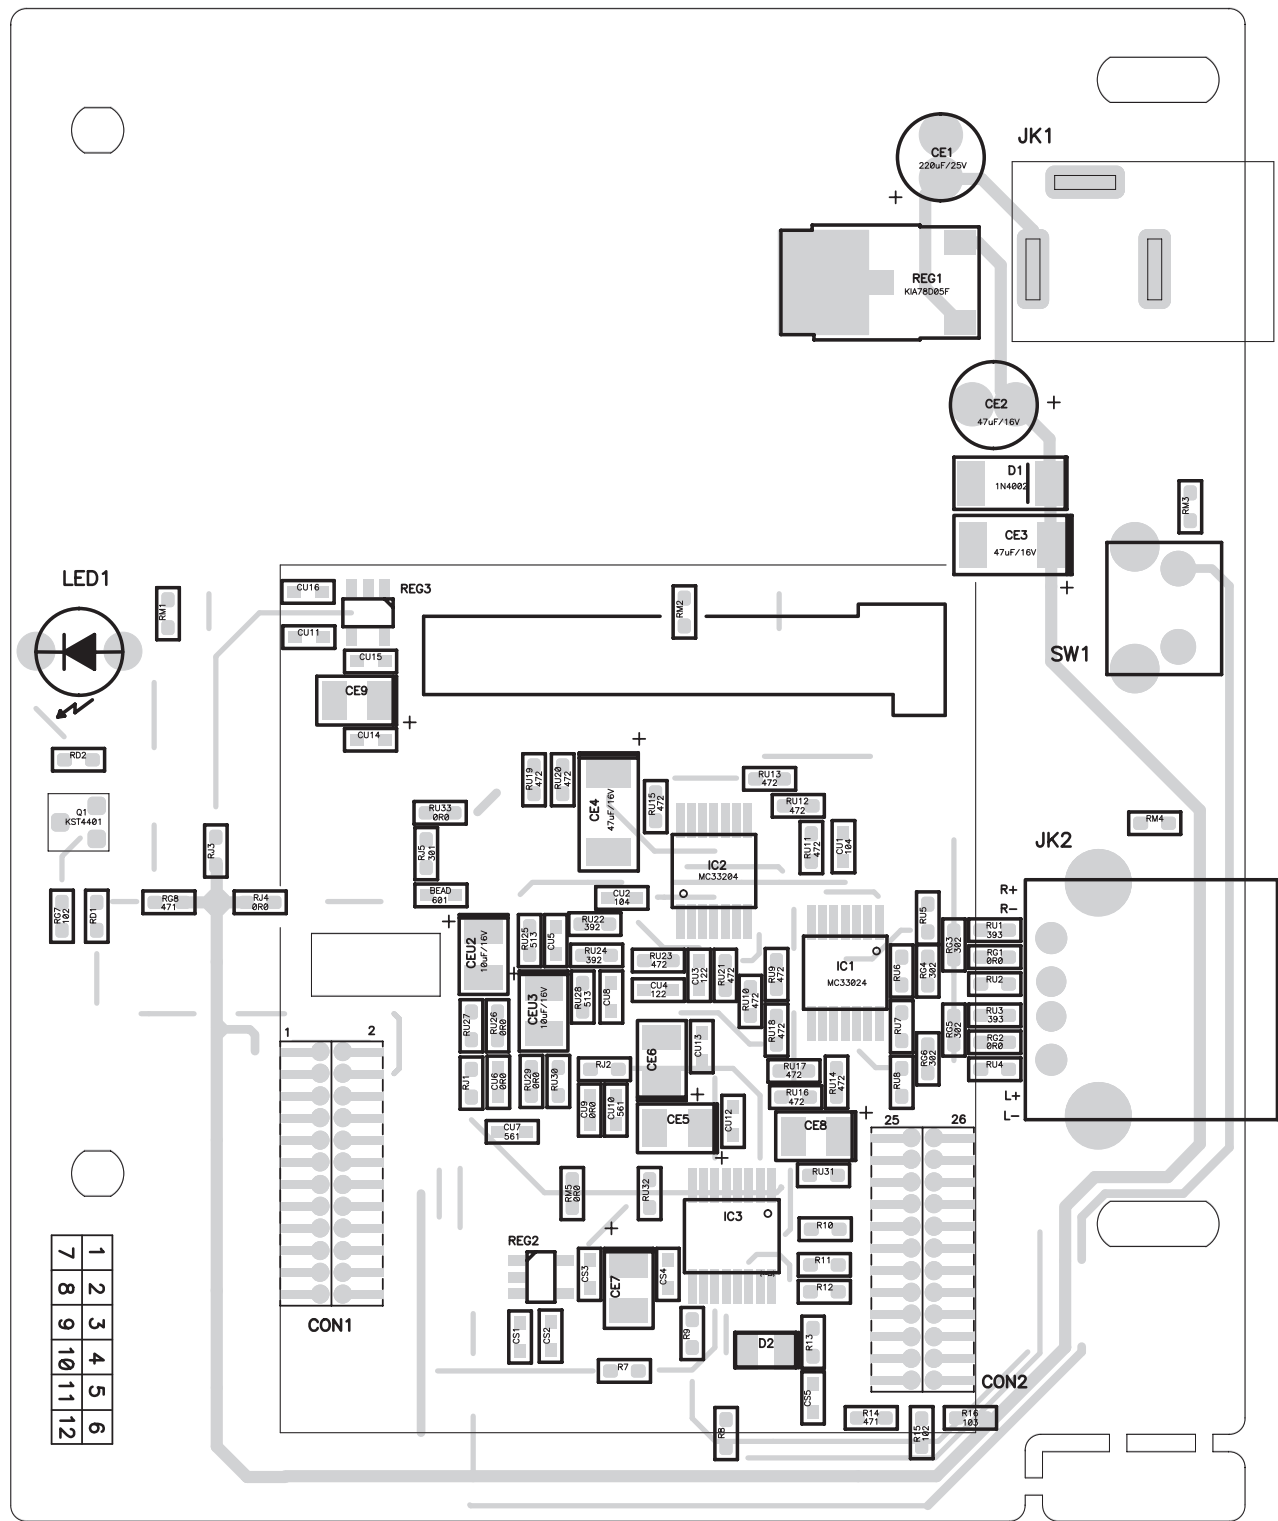 JK1
CE1
220uF/25V
+
REG1
KIA78D05F
CE2
47uF/16V
+
D1
1N4002
CE3
47uF/16V
+
RM3
LED1
RM1
CU16
REG3
CU11
CU15
CE9
+
CU14
RM2
SW1
RD2
Q1
KST4401
RJ3
RU33
0R0
RJ5
301
BEAD
601
RU19
472
RU20
472
+
CE4
47uF/16V
RU15
472
RU13
472
RU12
472
RU11
472
CU1
104
RM4
JK2
IC2
MC33204
RG7
102
RD1
RG8
471
RJ4
0R0
CU2
104
+
CEU2
10uF/16V
RU25
513
CU5
RU22
392
RU24
392
+
CEU3
10uF/16V
RU28
513
CU8
RU23
472
CU4
122
CU3
122
RU21
472
RU10
472
RU9
472
RU18
472
IC1
MC33024
RU5
RU6
RG4
302
RG3
302
R+
R-
RU1
393
RG1
0R0
RU2
RU3
393
RG2
0R0
RU4
RG5
302
RG6
302
RU7
RU8
L+
L-
RU27
RU26
0R0
RJ1
CU6
0R0
RU29
0R0
RU30
RJ2
CU9
0R0
CU10
561
CU7
561
CE6
+
CU13
CE5
+
CU12
RU17
472
RU16
472
RU14
472
CE8
+
RU31
1
2
CON1
25
26
CON2
RM5
0R0
RU32
IC3
R10
R11
R12
REG2
+
CS3
CE7
CS4
CS1
CS2
R7
R9
D2
R13
CS5
R8
R14
471
R15
102
R16
103
1 2 3 4 5 6
7 8 9 10 11 12